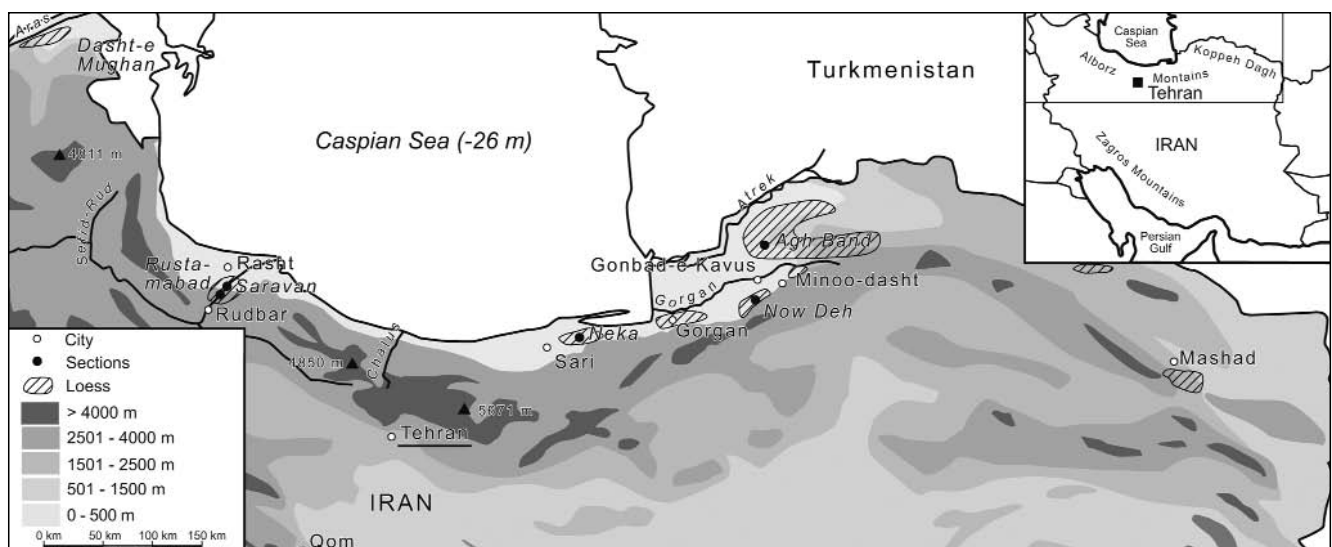 Aras
Dasht-e
Mughan
4811 m
Sefid-Rud
Rusta-
mabad
Rasht
Saravan
Rudbar
Caspian Sea (-26 m)
Turkmenistan
Atrek
Agh Band
Gonbad-e-Kavus
Minoo-dasht
Gorgan
Now Deh
Gorgan
Neka
Sari
Chalus
4850 m
5671 m
Tehran
Mashad
IRAN
Qom
City
Sections
Loess
> 4000 m
2501 - 4000 m
1501 - 2500 m
501 - 1500 m
0 - 500 m
0 km 50 km 100 km 150 km
Caspian
Sea
Alborz
Montains
Koppeh Dagh
Tehran
IRAN
Zagros Mountains
Persian
Gulf